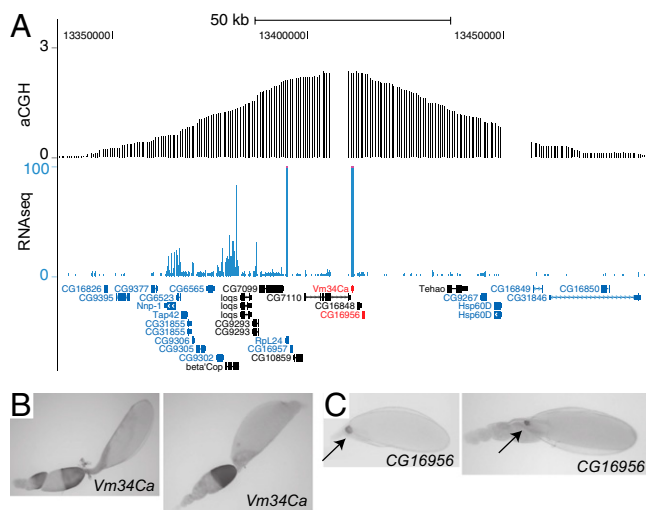 A
50 kb
13350000
13400000
13450000
3
aCGH
0
100
RNAseq
0
CG16826 CG9377 CG6565 CG7099 Vm34Ca Tehao CG16849 CG16850
CG9395 CG6523 loqs CG7110 CG9267 CG31846
Nnp-1 loqs CG16848 Hsp60D
Tap42 loqs CG16956 Hsp60D
CG31855 CG9293
CG31855 CG9293
CG9306 RpL24
CG9305 CG16957
CG9302 CG10859
beta'Cop
B
Vm34Ca
Vm34Ca
C
CG16956
CG16956